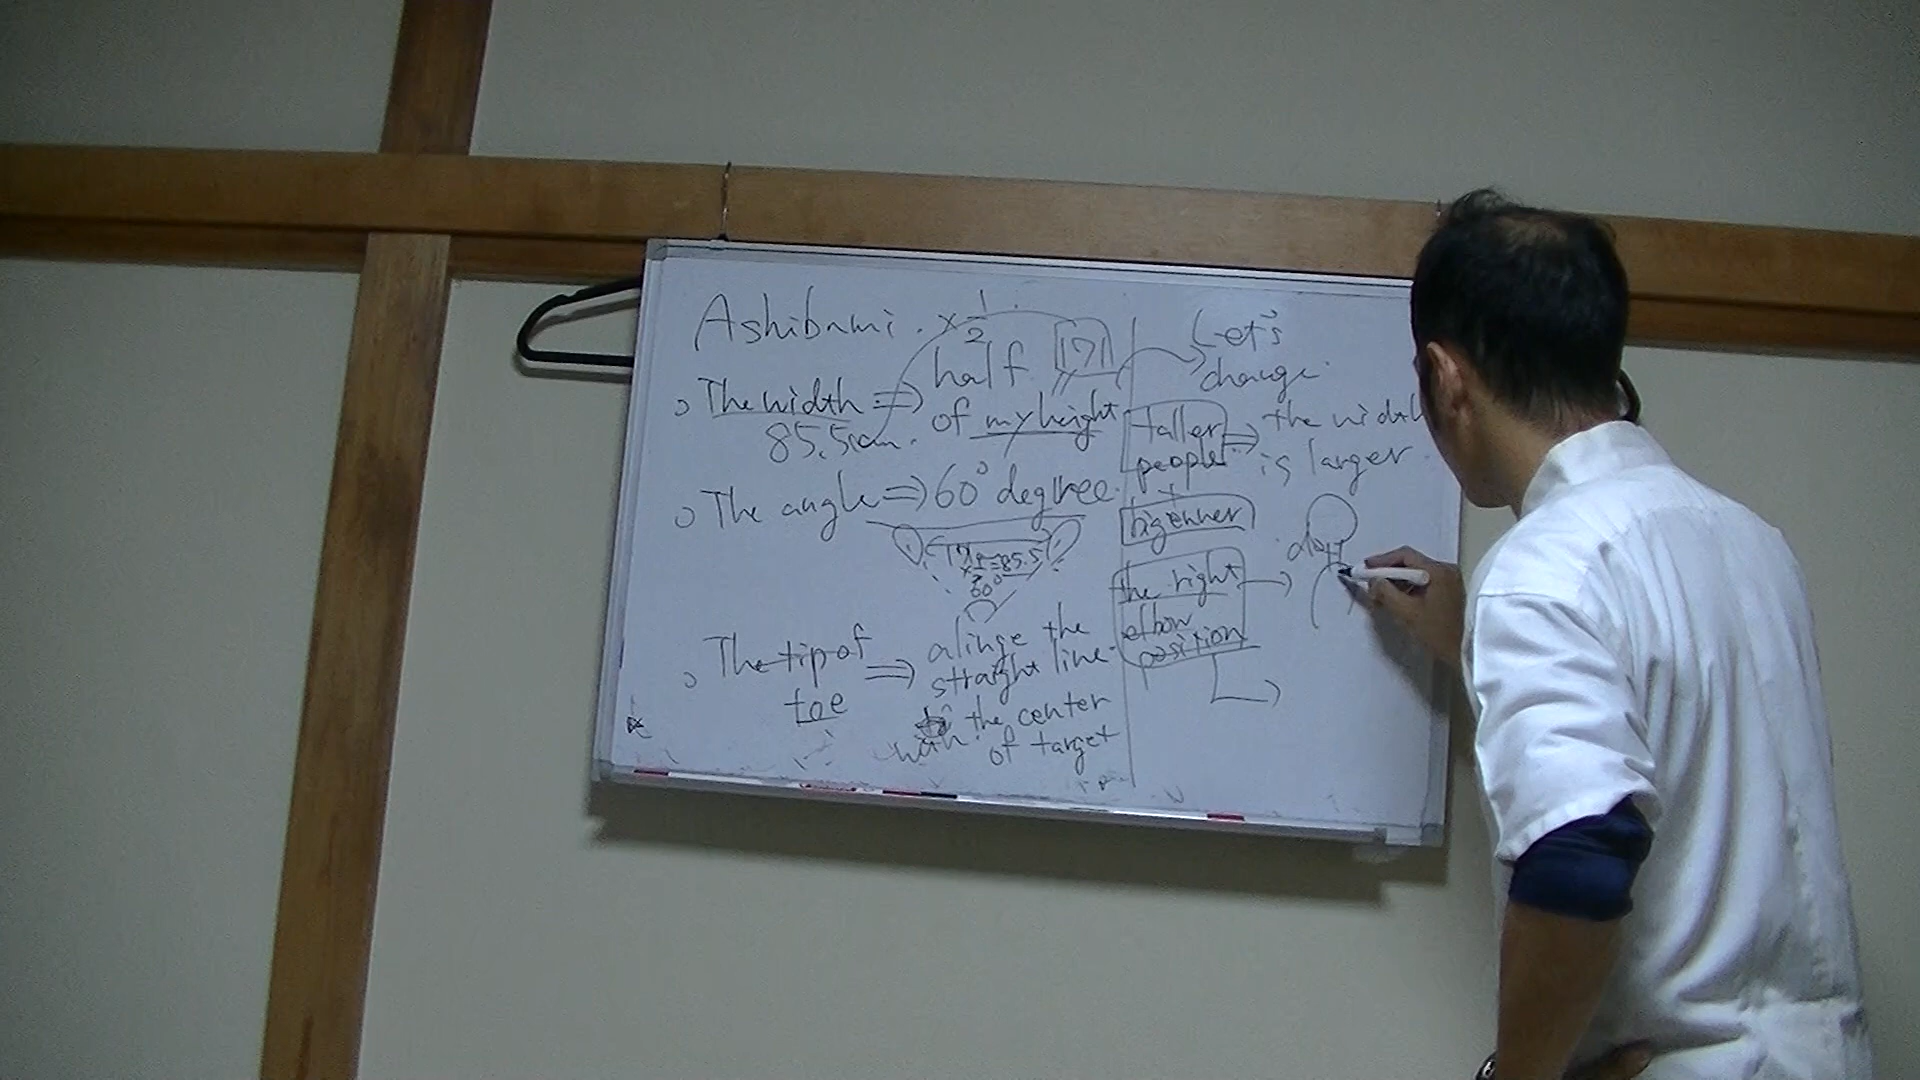 Ashibumi. × 1/2
half 171
o The width ⇒ of my height
85.5cm.
o The angle ⇒ 60° degree.
171 × 1/2 = 85.5
60°
o The tip of toe ⇒ alinge the
straight line
with the center
of target
Let's
change.
taller ⇒ the width
people is larger.
+
bigenner
the right →
elbow
position